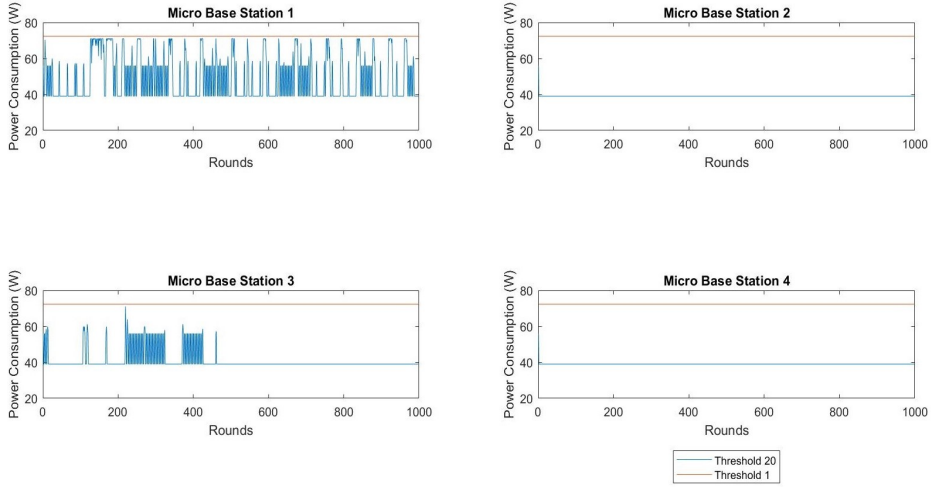 Micro Base Station 1
Power Consumption (W)
80
60
40
20
0
200
400
600
800
1000
Rounds
Micro Base Station 2
Power Consumption (W)
80
60
40
20
0
200
400
600
800
1000
Rounds
Micro Base Station 3
Power Consumption (W)
80
60
40
20
0
200
400
600
800
1000
Rounds
Micro Base Station 4
Power Consumption (W)
80
60
40
20
0
200
400
600
800
1000
Rounds
Threshold 20
Threshold 1